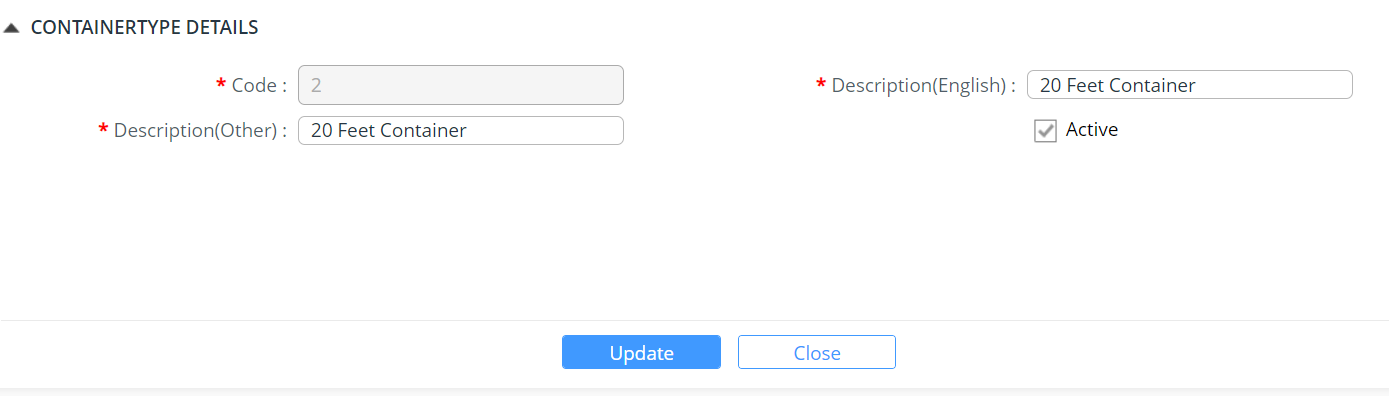 CONTAINERTYPE DETAILS
* Code : 2
* Description(English) : 20 Feet Container
* Description(Other) : 20 Feet Container
Active
Update
Close